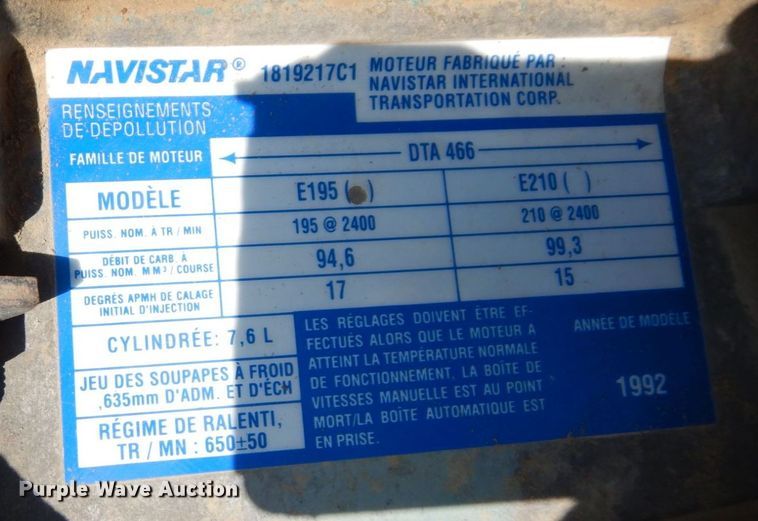 NAVISTAR® 1819217C1
MOTEUR FABRIQUÉ PAR :
NAVISTAR INTERNATIONAL
TRANSPORTATION CORP.
RENSEIGNEMENTS
DE DÉPOLLUTION
FAMILLE DE MOTEUR DTA 466
MODÈLE E195 ( ) E210 ( )
PUISS. NOM. À TR / MIN 195 @ 2400 210 @ 2400
DÉBIT DE CARB. À
PUISS. NOM. MM³ / COURSE 94,6 99,3
DEGRÉS APMH DE CALAGE
INITIAL D'INJECTION 17 15
CYLINDRÉE: 7,6 L
JEU DES SOUPAPES À FROID
,635mm D'ADM. ET D'ÉCH
RÉGIME DE RALENTI,
TR / MN : 650±50
LES RÉGLAGES DOIVENT ÊTRE EF-
FECTUÉS ALORS QUE LE MOTEUR A
ATTEINT LA TEMPÉRATURE NORMALE
DE FONCTIONNEMENT. LA BOÎTE DE
VITESSES MANUELLE EST AU POINT
MORT/LA BOÎTE AUTOMATIQUE EST
EN PRISE.
ANNÉE DE MODÈLE
1992
Purple Wave Auction